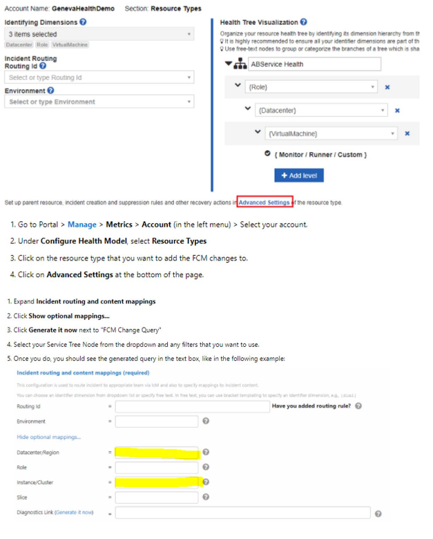 Account Name: GenevaHealthDemo Section: Resource Types
Identifying Dimensions
3 items selected
Datacenter Role VirtualMachine
Incident Routing
Routing Id
Select or type Routing Id
Environment
Select or type Environment
Health Tree Visualization
Organize your resource health tree by identifying its dimension hierarchy from th
It is highly recommended to ensure all your identifier dimensions are part of th
Use free-text nodes to group or categorize the branches of a tree which is sha
ABService Health
{Role}
{Datacenter}
{VirtualMachine}
{ Monitor / Runner / Custom }
+ Add level
Set up parent resource, incident creation and suppression rules and other recovery actions in Advanced Settings of the resource type.
1. Go to Portal > Manage > Metrics > Account (in the left menu) > Select your account.
2. Under Configure Health Model, select Resource Types
3. Click on the resource type that you want to add the FCM changes to.
4. Click on Advanced Settings at the bottom of the page.
1. Expand Incident routing and content mappings
2. Click Show optional mappings...
3. Click Generate it now next to "FCM Change Query"
4. Select your Service Tree Node from the dropdown and any filters that you want to use.
5. Once you do, you should see the generated query in the text box, like in the following example:
Incident routing and content mappings (required)
This configuration is used to route incident to appropriate team via IcM and also to specify mappings to incident content.
You can choose an identifier dimension from dropdown list or specify free text. In free text, you can use bracket templating to specify an identifier dimension
Routing Id = Have you added routing rule?
Environment =
Hide optional mappings...
Datacenter/Region =
Role =
Instance/Cluster =
Slice =
Diagnostics Link (Generate it now) =